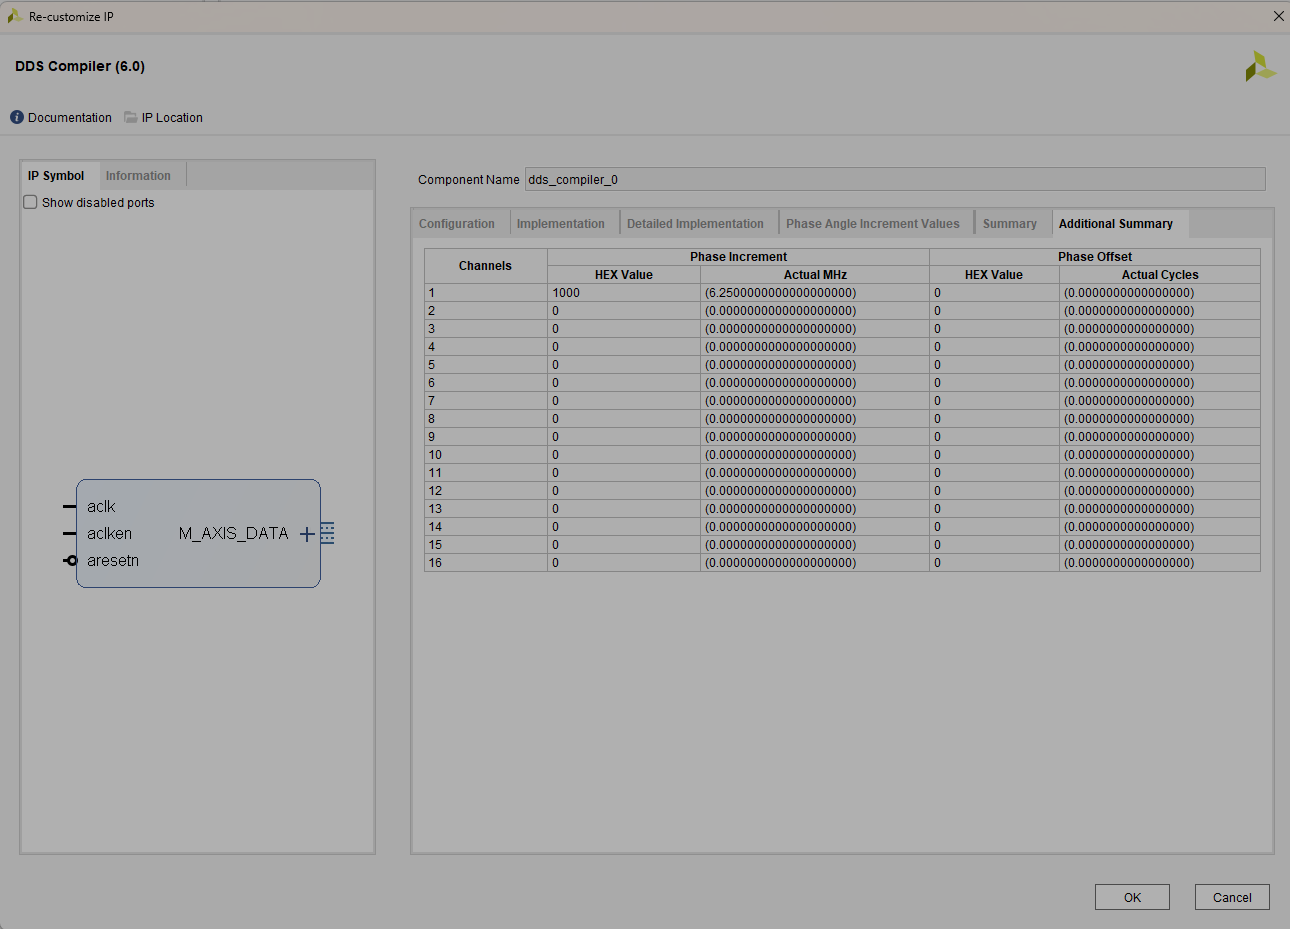 Re-customize IP
DDS Compiler (6.0)
Documentation IP Location
IP Symbol Information
Show disabled ports
aclk
aclken M_AXIS_DATA
aresetn
Component Name dds_compiler_0
Configuration Implementation Detailed Implementation Phase Angle Increment Values Summary Additional Summary
Channels Phase Increment Phase Offset
HEX Value Actual MHz HEX Value Actual Cycles
1 1000 (6.2500000000000000000) 0 (0.0000000000000000)
2 0 (0.0000000000000000000) 0 (0.0000000000000000)
3 0 (0.0000000000000000000) 0 (0.0000000000000000)
4 0 (0.0000000000000000000) 0 (0.0000000000000000)
5 0 (0.0000000000000000000) 0 (0.0000000000000000)
6 0 (0.0000000000000000000) 0 (0.0000000000000000)
7 0 (0.0000000000000000000) 0 (0.0000000000000000)
8 0 (0.0000000000000000000) 0 (0.0000000000000000)
9 0 (0.0000000000000000000) 0 (0.0000000000000000)
10 0 (0.0000000000000000000) 0 (0.0000000000000000)
11 0 (0.0000000000000000000) 0 (0.0000000000000000)
12 0 (0.0000000000000000000) 0 (0.0000000000000000)
13 0 (0.0000000000000000000) 0 (0.0000000000000000)
14 0 (0.0000000000000000000) 0 (0.0000000000000000)
15 0 (0.0000000000000000000) 0 (0.0000000000000000)
16 0 (0.0000000000000000000) 0 (0.0000000000000000)
OK Cancel